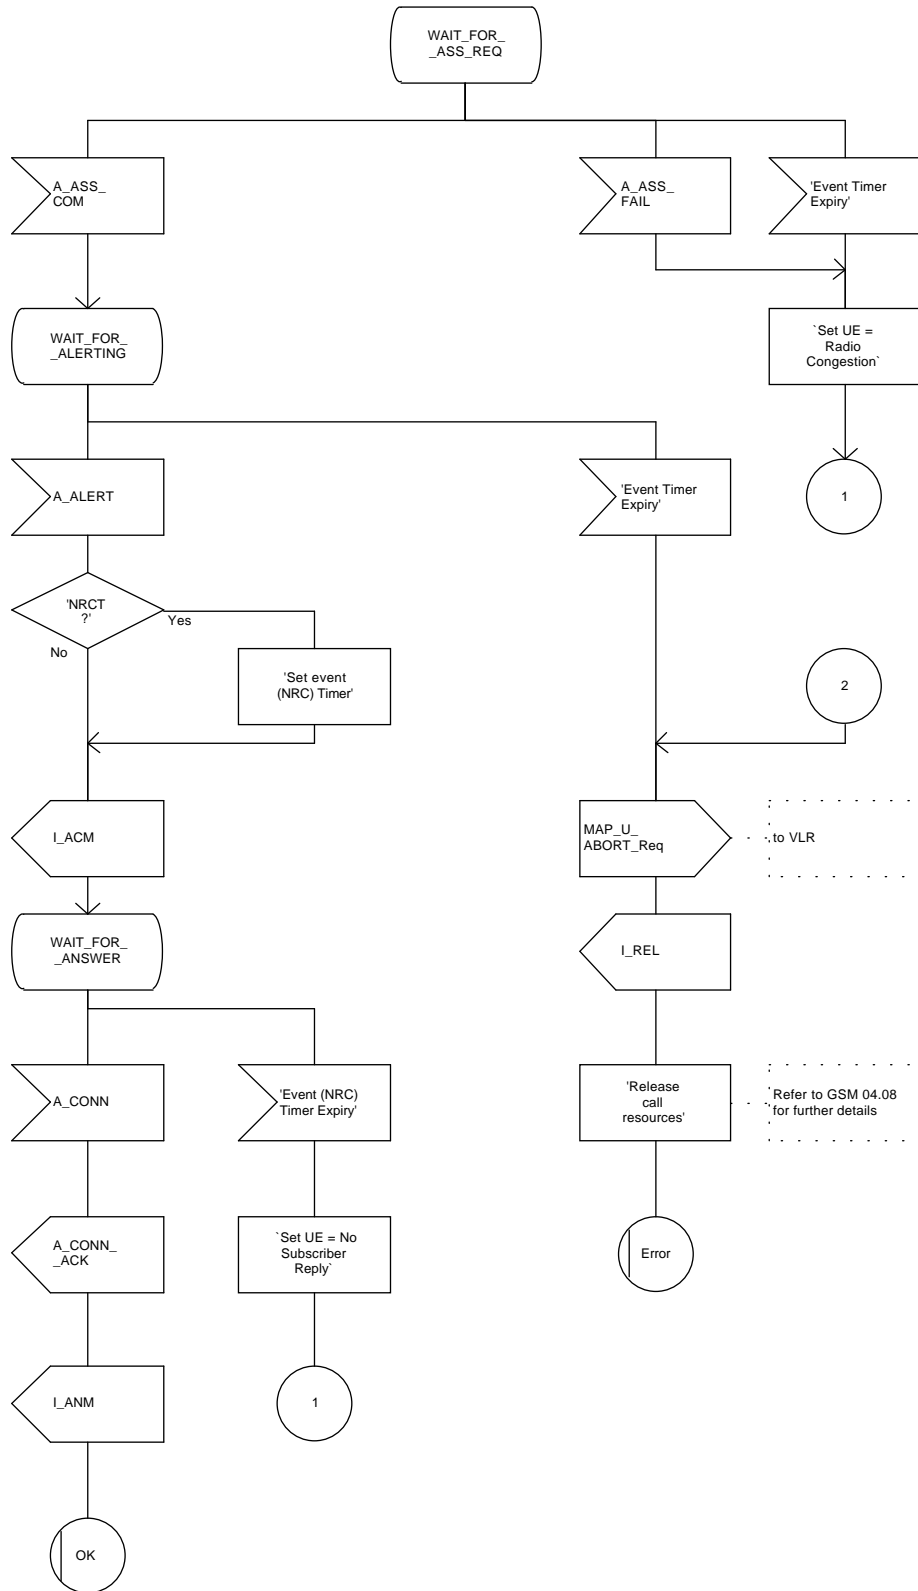 WAIT_FOR_
_ASS_REQ
A_ASS_
COM
A_ASS_
FAIL
'Event Timer
Expiry'
WAIT_FOR_
_ALERTING
`Set UE =
Radio
Congestion`
A_ALERT
'Event Timer
Expiry'
1
'NRCT
?'
Yes
No
'Set event
(NRC) Timer'
2
I_ACM
MAP_U_
ABORT_Req
to VLR
WAIT_FOR_
_ANSWER
I_REL
A_CONN
'Event (NRC)
Timer Expiry'
'Release
call
resources'
Refer to GSM 04.08
for further details
A_CONN_
_ACK
`Set UE = No
Subscriber
Reply`
Error
I_ANM
1
OK